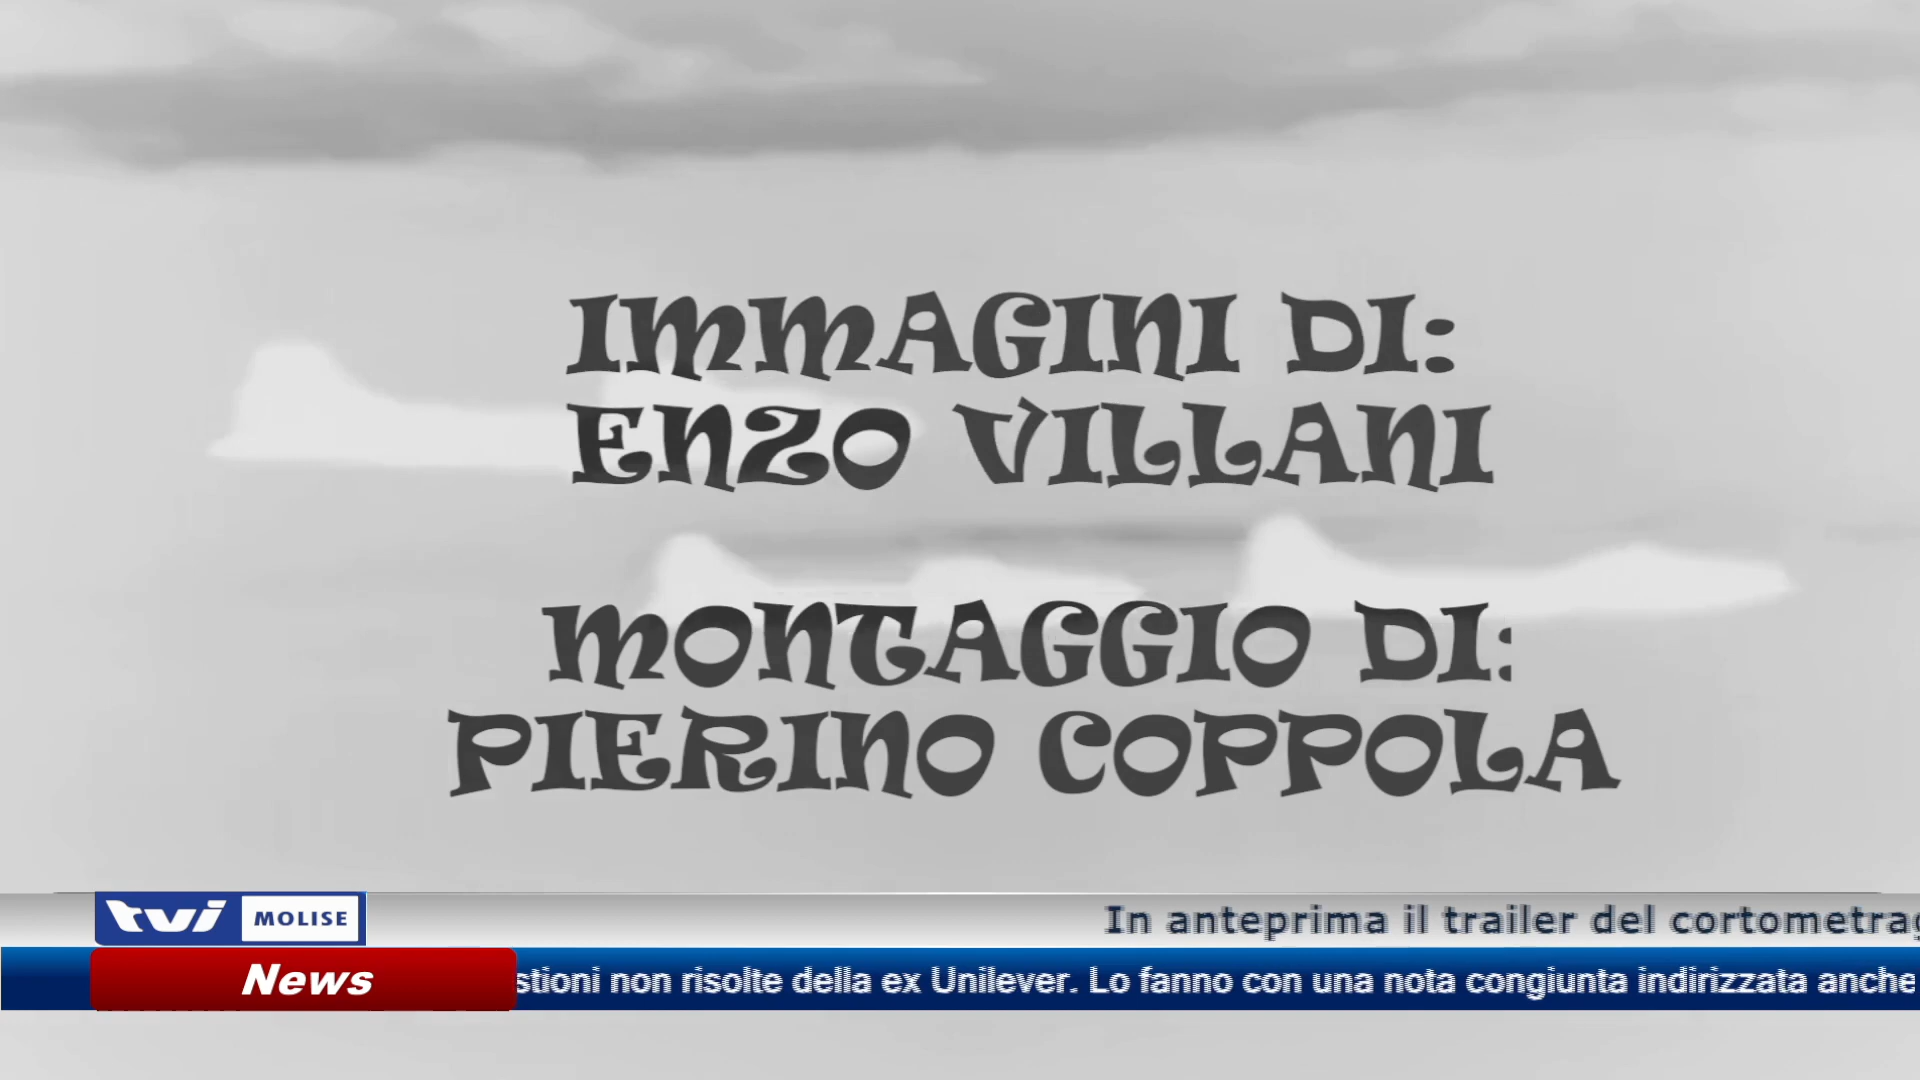 IMMAGINI DI:
ENZO VILLANI
MONTAGGIO DI:
PIERINO COPPOLA
tvi MOLISE
In anteprima il trailer del
News
non risolte della ex Unilever. Lo fanno con una nota congiunta indirizzata anche